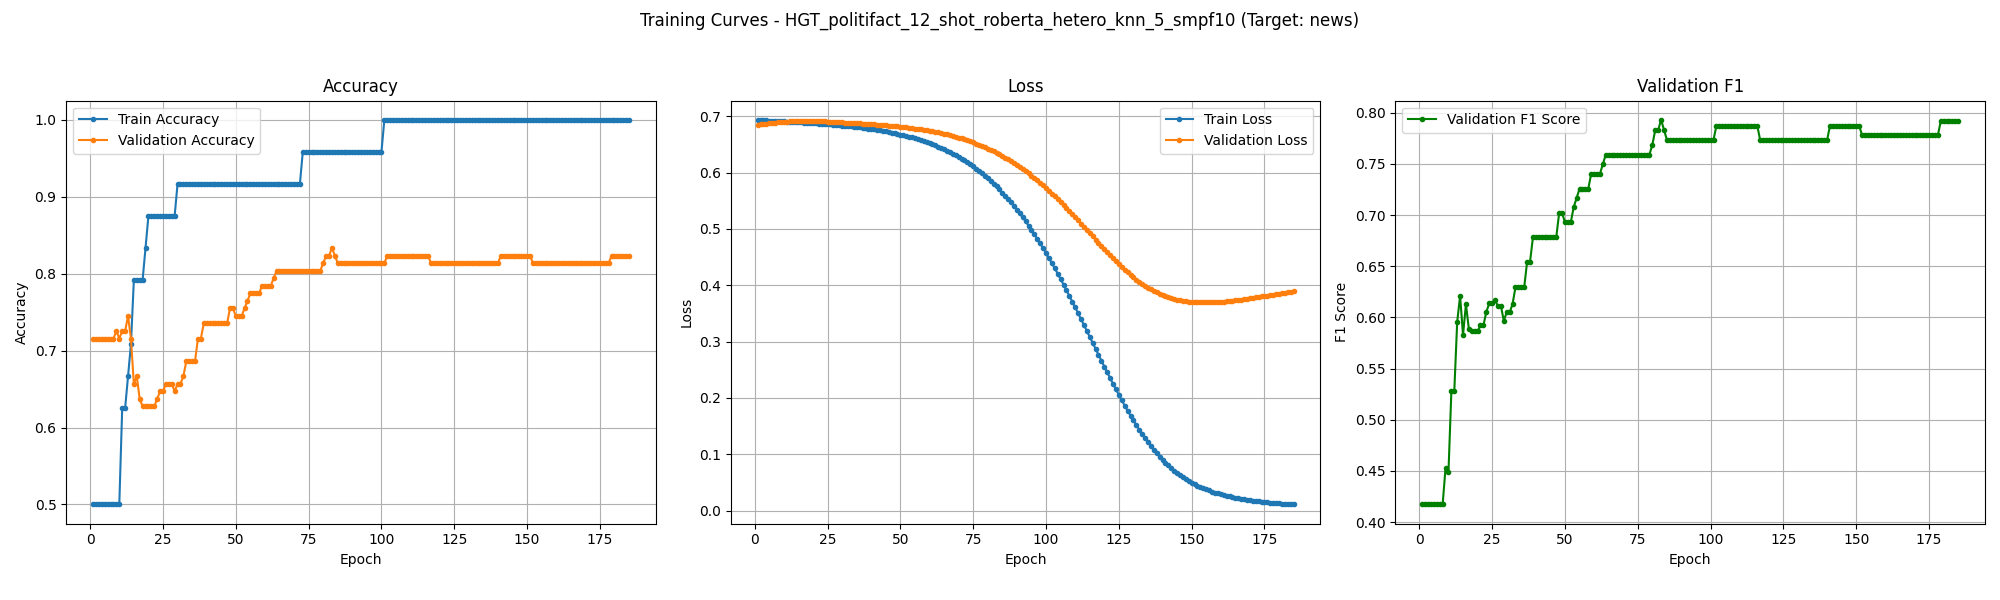 Training Curves - HGT_politifact_12_shot_roberta_hetero_knn_5_smpf10 (Target: news)
Accuracy
Train Accuracy
Validation Accuracy
1.0
0.9
0.8
0.7
0.6
0.5
Accuracy
0 25 50 75 100 125 150 175
Epoch
Loss
Train Loss
Validation Loss
0.7
0.6
0.5
0.4
0.3
0.2
0.1
0.0
Loss
0 25 50 75 100 125 150 175
Epoch
Validation F1
Validation F1 Score
0.80
0.75
0.70
0.65
0.60
0.55
0.50
0.45
0.40
F1 Score
0 25 50 75 100 125 150 175
Epoch